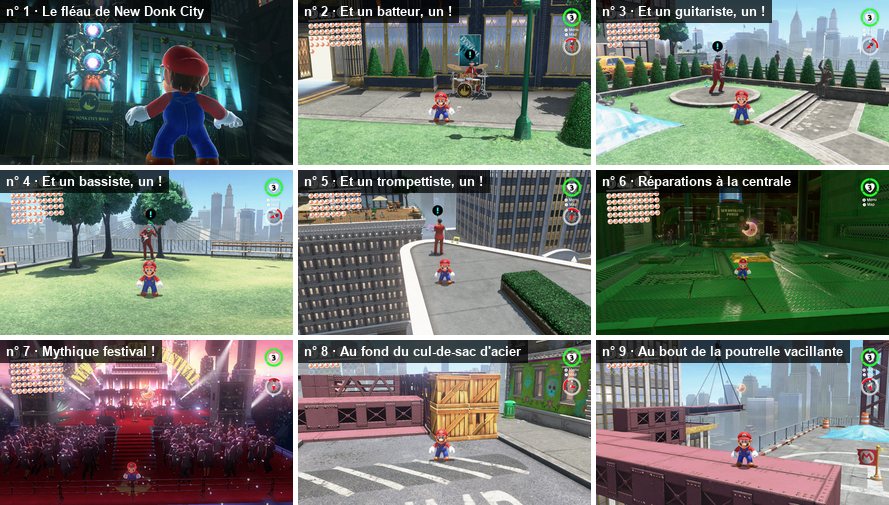 n° 1 · Le fléau de New Donk City
n° 2 · Et un batteur, un !
n° 3 · Et un guitariste, un !
n° 4 · Et un bassiste, un !
n° 5 · Et un trompettiste, un !
n° 6 · Réparations à la centrale
n° 7 · Mythique festival !
n° 8 · Au fond du cul-de-sac d'acier
n° 9 · Au bout de la poutrelle vacillante